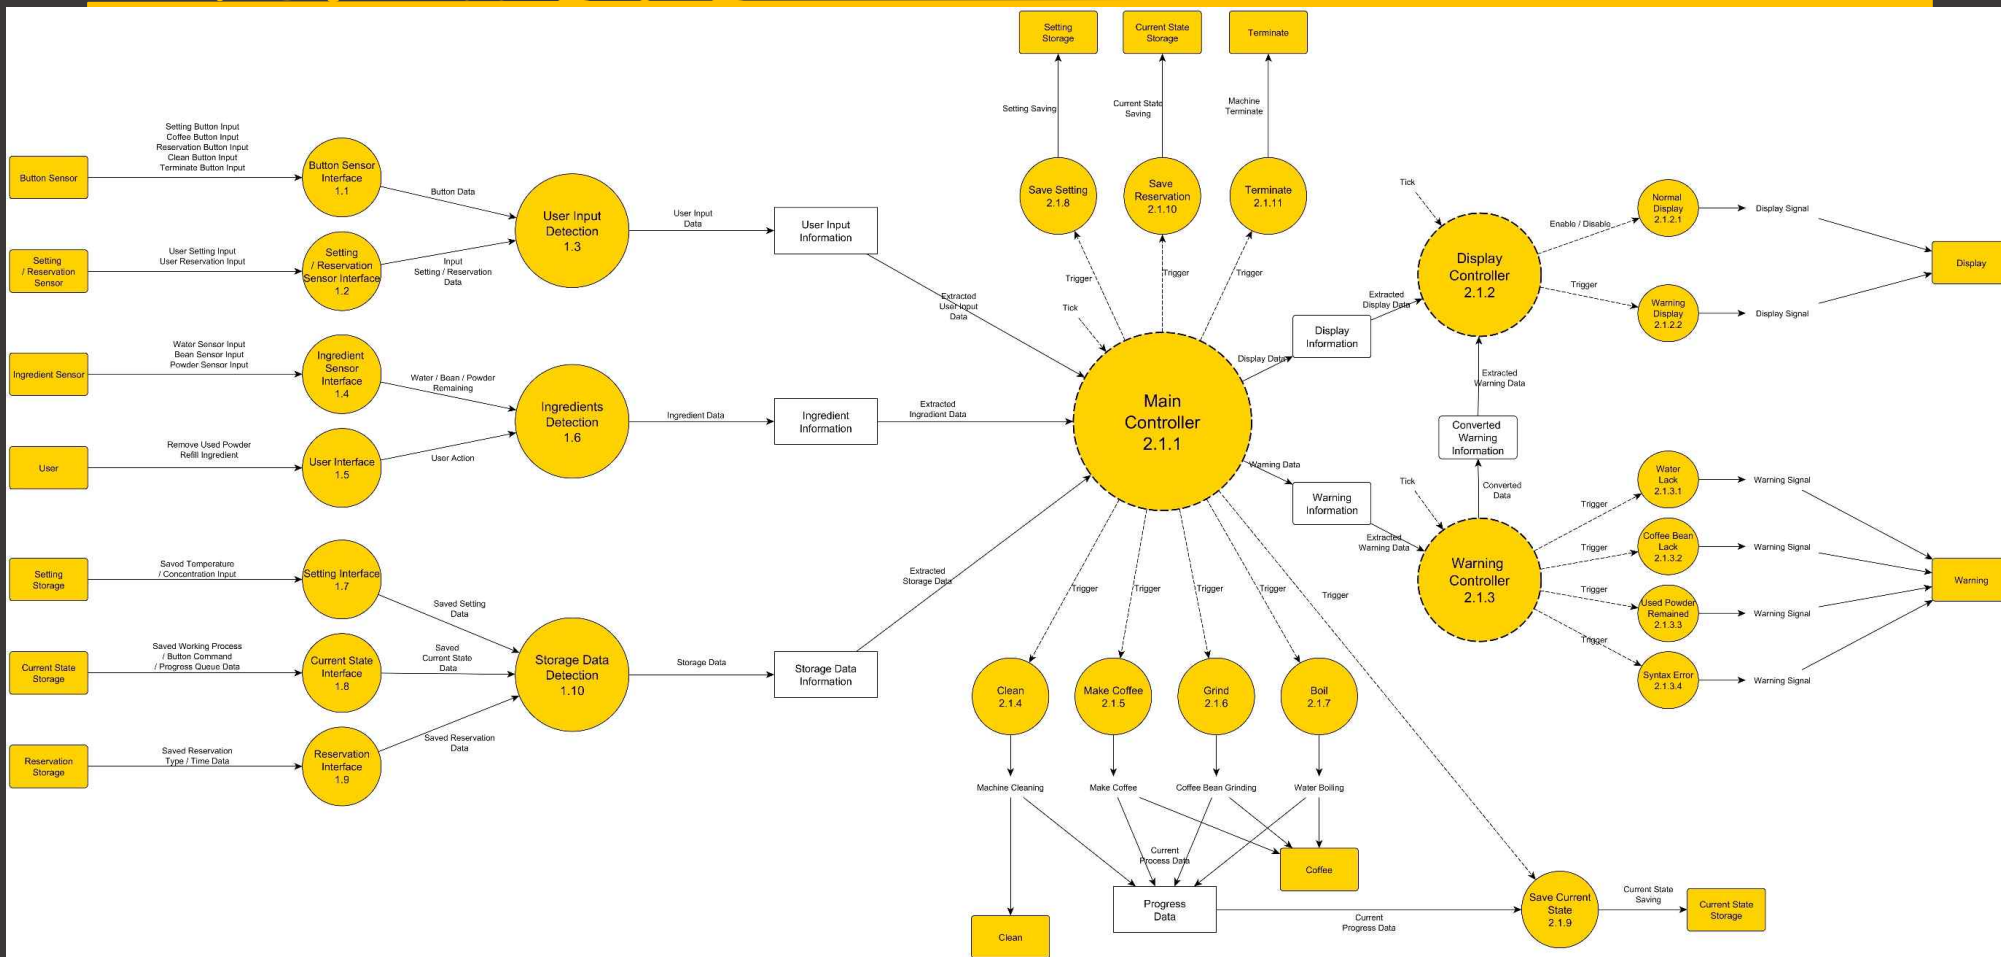 Setting
Storage
Current State
Storage
Terminate
Setting Saving
Current State
Saving
Machine
Terminate
Save Setting
2.1.8
Save
Reservation
2.1.10
Terminate
2.1.11
Trigger
Trigger
Trigger
Button Sensor
Setting Button Input
Coffee Button Input
Reservation Button Input
Clean Button Input
Terminate Button Input
Button Sensor
Interface
1.1
Button Data
Setting
/ Reservation
Sensor
User Setting Input
User Reservation Input
Setting
/ Reservation
Sensor Interface
1.2
Input
Setting / Reservation
Data
User Input
Detection
1.3
User Input
Data
User Input
Information
Extracted
User Input
Data
Ingredient Sensor
Water Sensor Input
Bean Sensor Input
Powder Sensor Input
Ingredient
Sensor
Interface
1.4
Water / Bean / Powder
Remaining
User
Remove Used Powder
Refill Ingredient
User Interface
1.5
User Action
Ingredients
Detection
1.6
Ingredient Data
Ingredient
Information
Extracted
Ingredient Data
Setting
Storage
Saved Temperature
/ Concontration Input
Setting Interface
1.7
Saved Setting
Data
Current State
Storage
Saved Working Process
/ Button Command
/ Progress Queue Data
Current State
Interface
1.8
Saved
Current State
Data
Reservation
Storage
Saved Reservation
Type / Time Data
Reservation
Interface
1.9
Saved Reservation
Data
Storage Data
Detection
1.10
Storage Data
Storage Data
Information
Extracted
Storage Data
Tick
Main
Controller
2.1.1
Display Data
Display
Information
Extracted
Display Data
Tick
Display
Controller
2.1.2
Enable / Disable
Normal
Display
2.1.2.1
Display Signal
Trigger
Warning
Display
2.1.2.2
Display Signal
Display
Extracted
Warning Data
Converted
Warning
Information
Converted
Data
Warning Data
Warning
Information
Extracted
Warning Data
Tick
Warning
Controller
2.1.3
Trigger
Water
Lack
2.1.3.1
Warning Signal
Trigger
Coffee Bean
Lack
2.1.3.2
Warning Signal
Trigger
Used Powder
Remained
2.1.3.3
Warning Signal
Trigger
Syntax Error
2.1.3.4
Warning Signal
Warning
Trigger
Trigger
Trigger
Trigger
Trigger
Clean
2.1.4
Make Coffee
2.1.5
Grind
2.1.6
Boil
2.1.7
Machine Cleaning
Make Coffee
Coffee Bean Grinding
Water Boiling
Current
Process Data
Coffee
Clean
Progress
Data
Current
Progress Data
Save Current
State
2.1.9
Current State
Saving
Current State
Storage